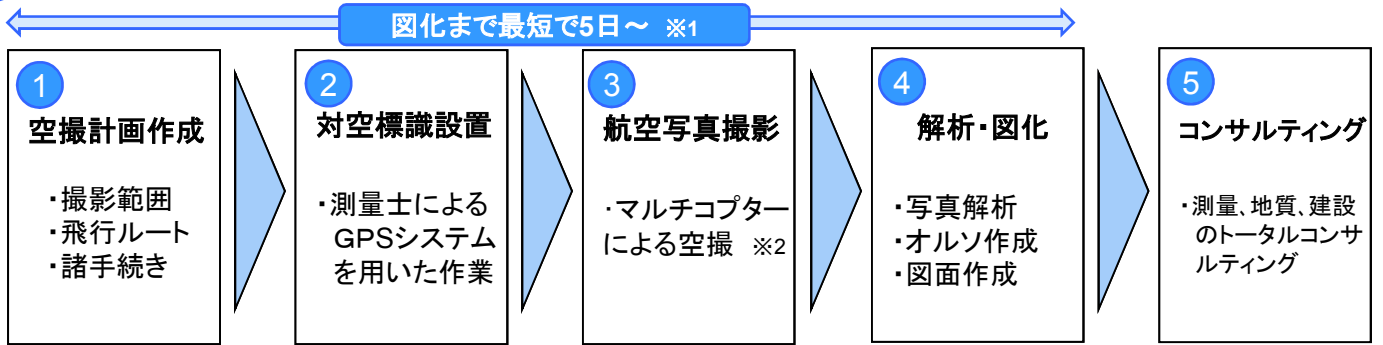 図化まで最短で5日～ ※1
1
空撮計画作成
・撮影範囲
・飛行ルート
・諸手続き
2
対空標識設置
・測量士による
GPSシステム
を用いた作業
3
航空写真撮影
・マルチコプター
による空撮 ※2
4
解析・図化
・写真解析
・オルソ作成
・図面作成
5
コンサルティング
・測量、地質、建設
のトータルコンサ
ルティング